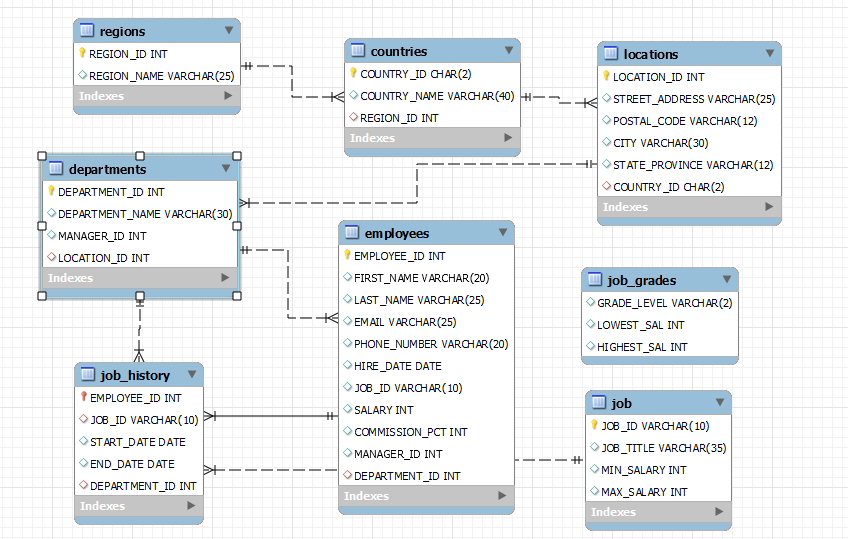 regions
REGION_ID INT
REGION_NAME VARCHAR(25)
Indexes
countries
COUNTRY_ID CHAR(2)
COUNTRY_NAME VARCHAR(40)
REGION_ID INT
Indexes
locations
LOCATION_ID INT
STREET_ADDRESS VARCHAR(25)
POSTAL_CODE VARCHAR(12)
CITY VARCHAR(30)
STATE_PROVINCE VARCHAR(12)
COUNTRY_ID CHAR(2)
Indexes
departments
DEPARTMENT_ID INT
DEPARTMENT_NAME VARCHAR(30)
MANAGER_ID INT
LOCATION_ID INT
Indexes
employees
EMPLOYEE_ID INT
FIRST_NAME VARCHAR(20)
LAST_NAME VARCHAR(25)
EMAIL VARCHAR(25)
PHONE_NUMBER VARCHAR(20)
HIRE_DATE DATE
JOB_ID VARCHAR(10)
SALARY INT
COMMISSION_PCT INT
MANAGER_ID INT
DEPARTMENT_ID INT
Indexes
job_grades
GRADE_LEVEL VARCHAR(2)
LOWEST_SAL INT
HIGHEST_SAL INT
job_history
EMPLOYEE_ID INT
JOB_ID VARCHAR(10)
START_DATE DATE
END_DATE DATE
DEPARTMENT_ID INT
Indexes
job
JOB_ID VARCHAR(10)
JOB_TITLE VARCHAR(35)
MIN_SALARY INT
MAX_SALARY INT
Indexes